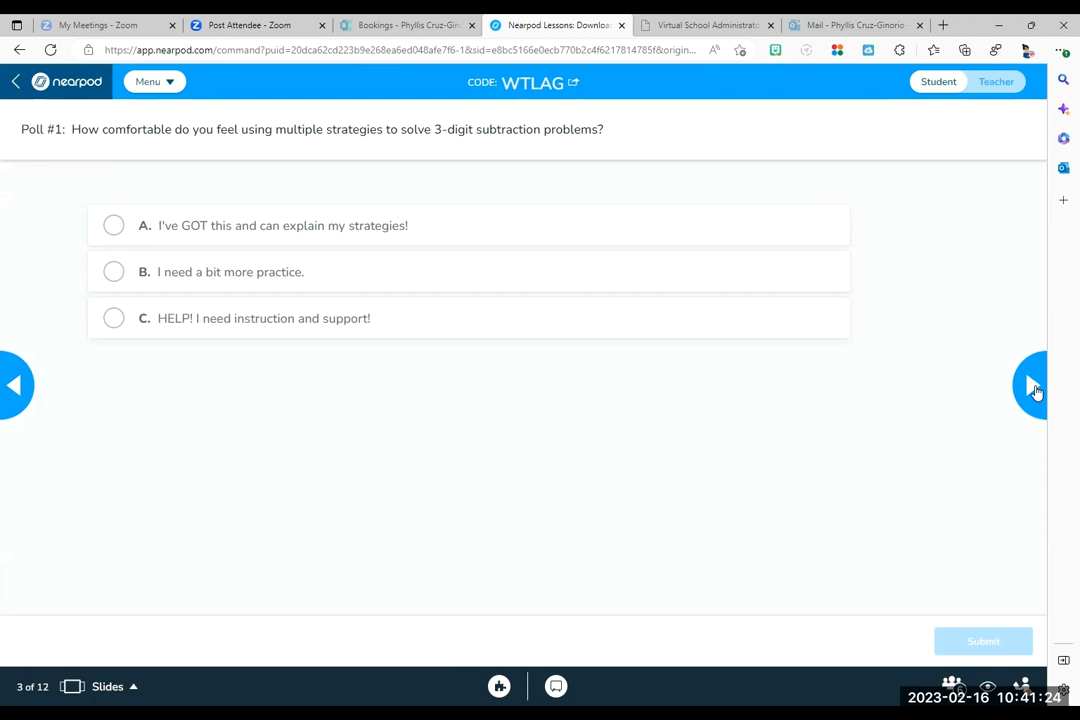 My Meetings - Zoom
Post Attendee - Zoom
Bookings - Phyllis Cruz-Gin
Nearpod Lessons: Downloa
Virtual School Administrato
Mail - Phyllis Cruz-Ginorio -
https://app.nearpod.com/command?puid=20dca62cd223b9e268ea6ed048afe7f6-1&sid=e8bc5166e0ecb770b2c4f6217814785f&origin...
nearpod
Menu
CODE: WTLAG
Student
Teacher
Poll #1: How comfortable do you feel using multiple strategies to solve 3-digit subtraction problems?
A. I've GOT this and can explain my strategies!
B. I need a bit more practice.
C. HELP! I need instruction and support!
Submit
3 of 12
Slides
2023-02-16 10:41:24